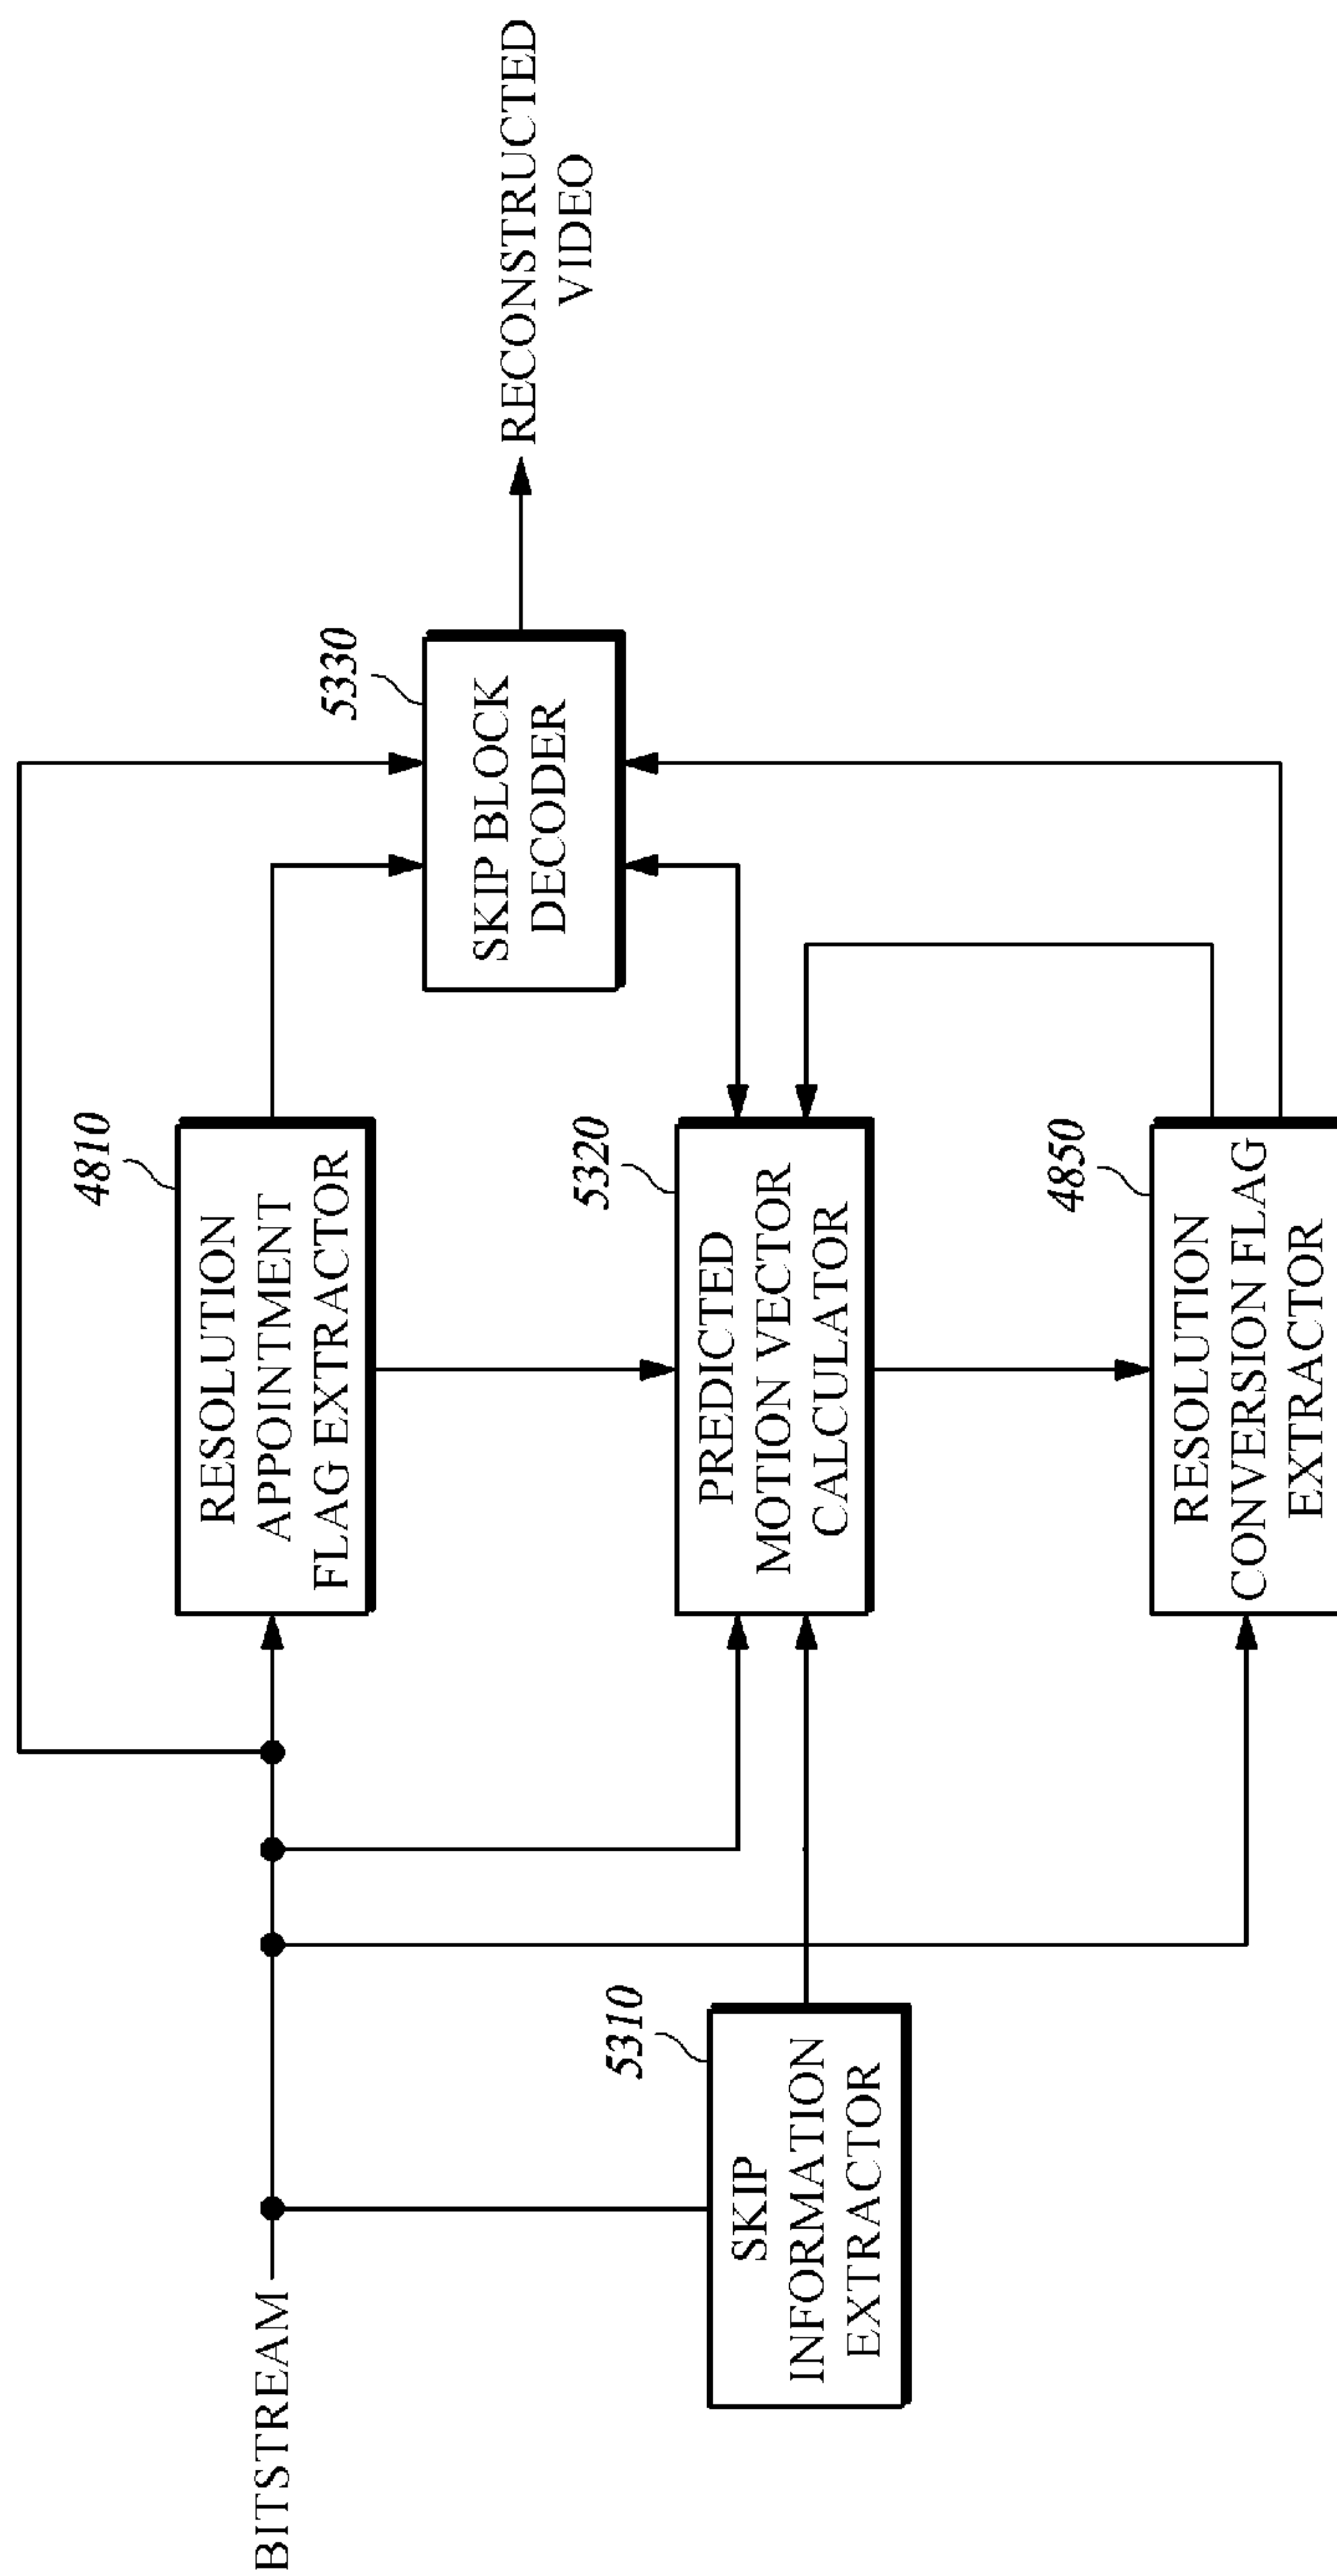 BITSTREAM
4810
RESOLUTION
APPOINTMENT
FLAG EXTRACTOR
5310
SKIP
INFORMATION
EXTRACTOR
5320
PREDICTED
MOTION VECTOR
CALCULATOR
4850
RESOLUTION
CONVERSION FLAG
EXTRACTOR
5330
SKIP BLOCK
DECODER
RECONSTRUCTED
VIDEO